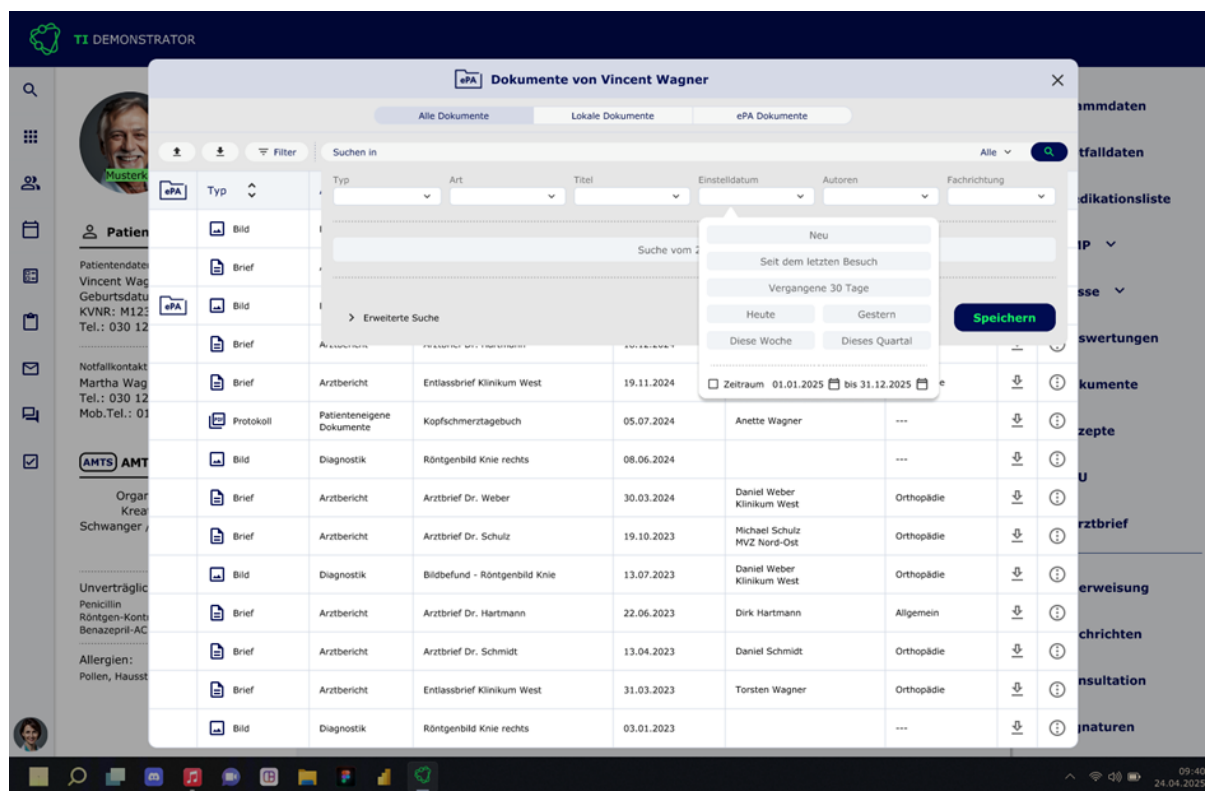 TI DEMONSTRATOR
ePA Dokumente von Vincent Wagner
Alle Dokumente Lokale Dokumente ePA Dokumente
Filter Suchen in Alle
Typ Art Titel Einstelldatum Autoren Fachrichtung
ePA Typ
Neu
Suche vom
Seit dem letzten Besuch
Vergangene 30 Tage
Heute Gestern
Diese Woche Dieses Quartal
Zeitraum 01.01.2025 bis 31.12.2025
Erweiterte Suche
Speichern
Bild
Brief
ePA Bild
Brief
Brief Arztbericht Entlassbrief Klinikum West 19.11.2024
PDF Protokoll Patienteneigene
Dokumente Kopfschmerztagebuch 05.07.2024 Anette Wagner ---
Bild Diagnostik Röntgenbild Knie rechts 08.06.2024 ---
Brief Arztbericht Arztbrief Dr. Weber 30.03.2024 Daniel Weber
Klinikum West Orthopädie
Brief Arztbericht Arztbrief Dr. Schulz 19.10.2023 Michael Schulz
MVZ Nord-Ost Orthopädie
Bild Diagnostik Bildbefund - Röntgenbild Knie 13.07.2023 Daniel Weber
Klinikum West Orthopädie
Brief Arztbericht Arztbrief Dr. Hartmann 22.06.2023 Dirk Hartmann Allgemein
Brief Arztbericht Arztbrief Dr. Schmidt 13.04.2023 Daniel Schmidt Orthopädie
Brief Arztbericht Entlassbrief Klinikum West 31.03.2023 Torsten Wagner Orthopädie
Bild Diagnostik Röntgenbild Knie rechts 03.01.2023 ---
Musterk
Patien
Patientendate
Vincent Wag
Geburtsdatu
KVNR: M123
Tel.: 030 12
Notfallkontakt
Martha Wag
Tel.: 030 12
Mob.Tel.: 01
AMTS AMT
Organ
Krea
Schwanger /
Unverträglic
Penicillin
Röntgen-Kont
Benazepril-AC
Allergien:
Pollen, Hausst
ammdaten
tfalldaten
dikationsliste
IP
sse
swertungen
kumente
zepte
U
rztbrief
erweisung
chrichten
nsultation
gnaturen
09:40
24.04.2025